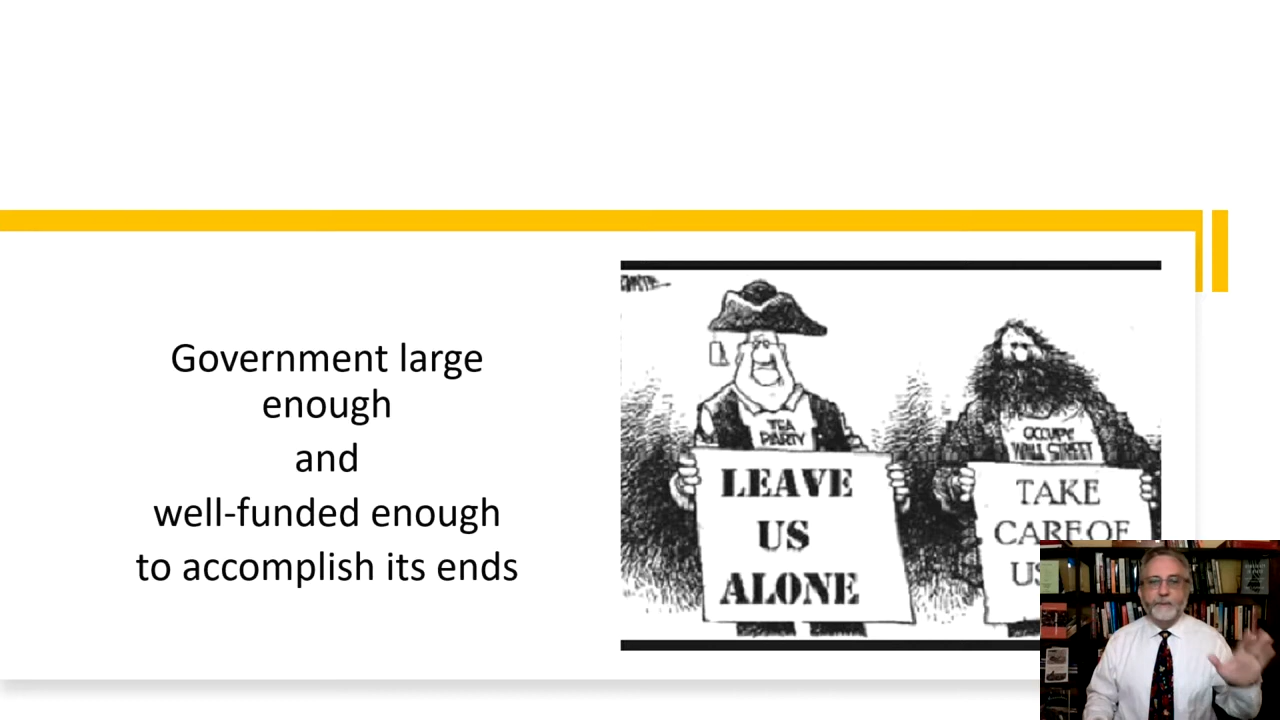 Government large
enough
and
well-funded enough
to accomplish its ends
TEA
PARTY
LEAVE
US
ALONE
OCCUPY
WALL STREET
TAKE
CARE OF
US